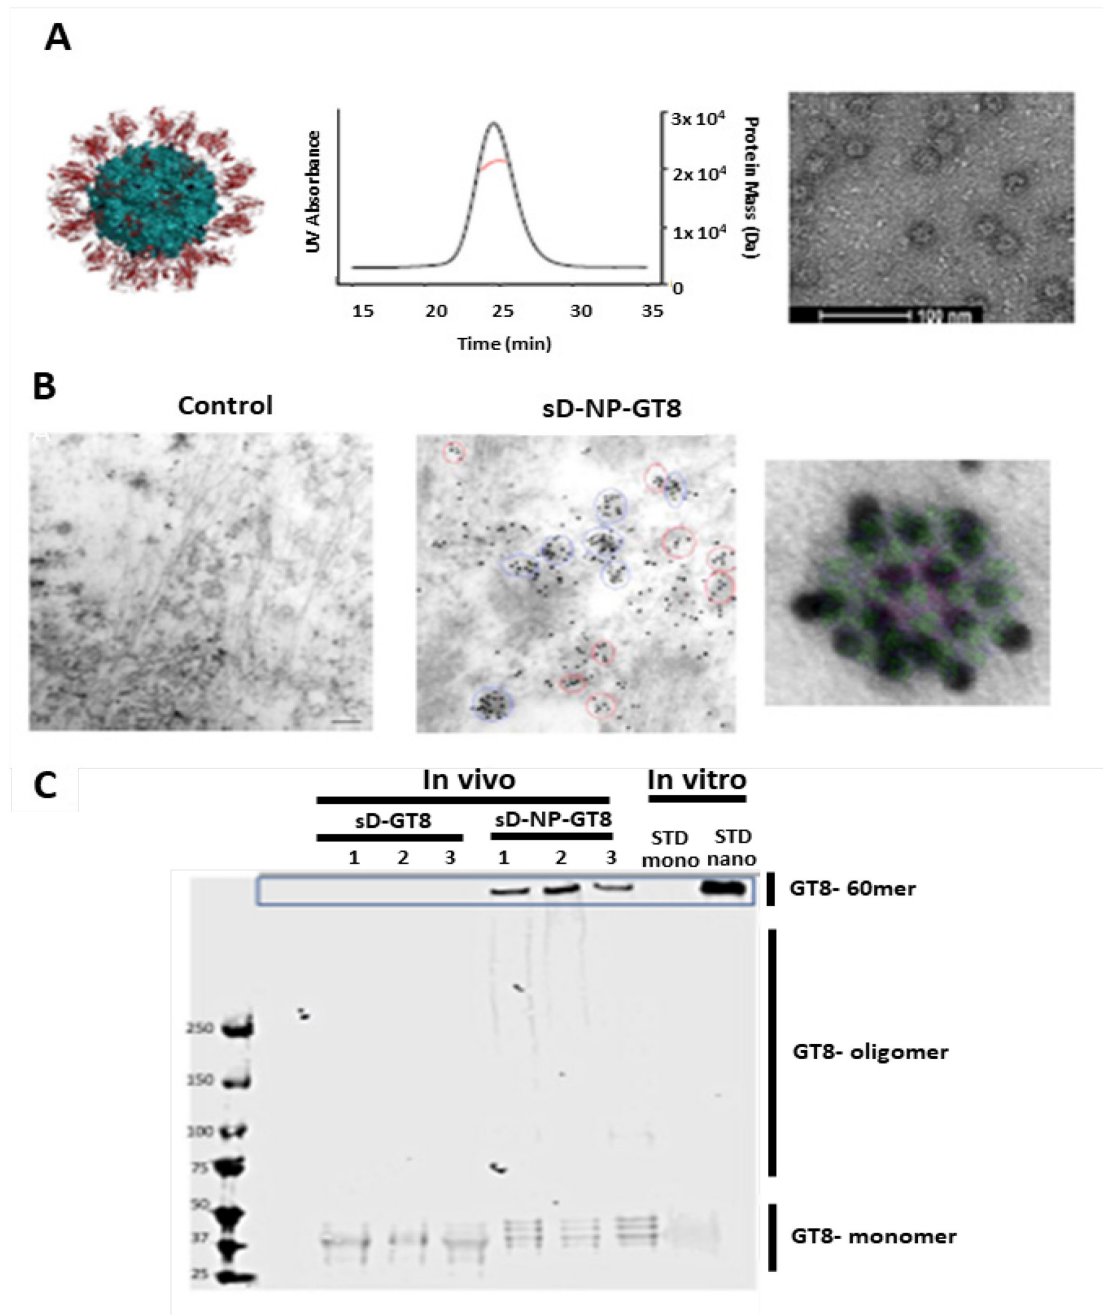 A
UV Absorbance
Protein Mass (Da)
3x 10⁴
2x 10⁴
1x 10⁴
0
15 20 25 30 35
Time (min)
100 nm
B
Control
sD-NP-GT8
C
In vivo In vitro
sD-GT8 sD-NP-GT8
STD mono
STD nano
1 2 3 1 2 3
GT8- 60mer
250
GT8- oligomer
150
100
75
50
37
GT8- monomer
25